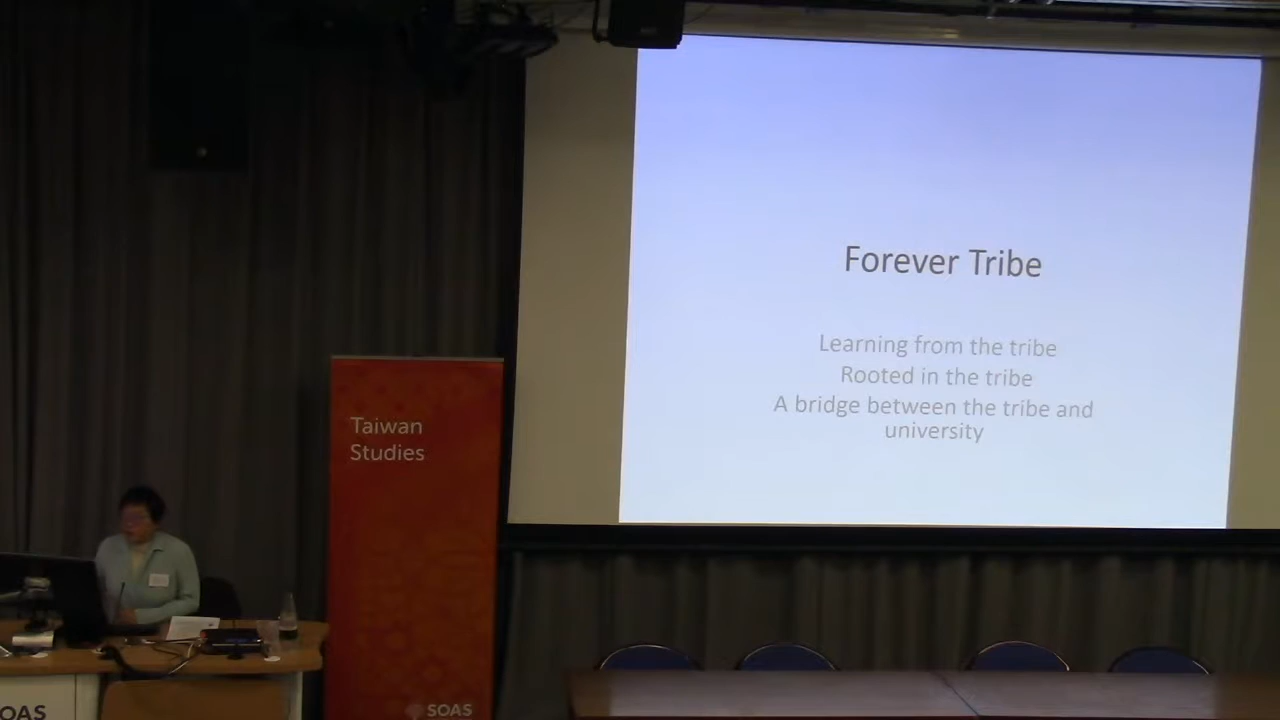 Forever Tribe
Learning from the tribe
Rooted in the tribe
A bridge between the tribe and
university
Taiwan
Studies
SOAS
OAS